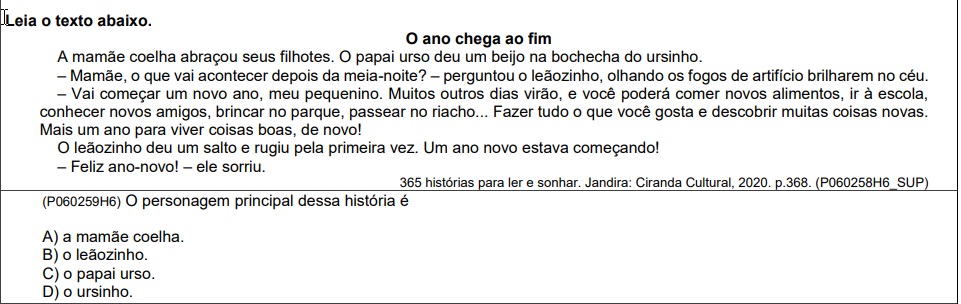 Leia o texto abaixo.
O ano chega ao fim
A mamãe coelha abraçou seus filhotes. O papai urso deu um beijo na bochecha do ursinho.
– Mamãe, o que vai acontecer depois da meia-noite? – perguntou o leãozinho, olhando os fogos de artifício brilharem no céu.
– Vai começar um novo ano, meu pequenino. Muitos outros dias virão, e você poderá comer novos alimentos, ir à escola,
conhecer novos amigos, brincar no parque, passear no riacho... Fazer tudo o que você gosta e descobrir muitas coisas novas.
Mais um ano para viver coisas boas, de novo!
O leãozinho deu um salto e rugiu pela primeira vez. Um ano novo estava começando!
– Feliz ano-novo! – ele sorriu.
365 histórias para ler e sonhar. Jandira: Ciranda Cultural, 2020. p.368. (P060258H6_SUP)
(P060259H6) O personagem principal dessa história é
A) a mamãe coelha.
B) o leãozinho.
C) o papai urso.
D) o ursinho.